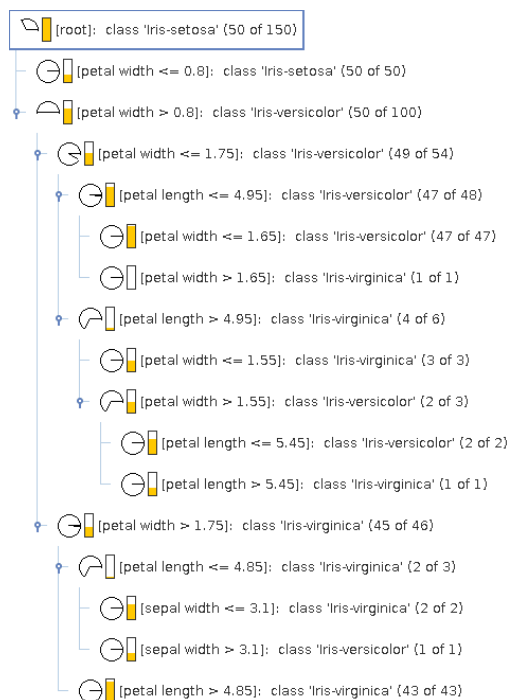 [root]: class 'Iris-setosa' (50 of 150)
[petal width <= 0.8]: class 'Iris-setosa' (50 of 50)
[petal width > 0.8]: class 'Iris-versicolor' (50 of 100)
[petal width <= 1.75]: class 'Iris-versicolor' (49 of 54)
[petal length <= 4.95]: class 'Iris-versicolor' (47 of 48)
[petal width <= 1.65]: class 'Iris-versicolor' (47 of 47)
[petal width > 1.65]: class 'Iris-virginica' (1 of 1)
[petal length > 4.95]: class 'Iris-virginica' (4 of 6)
[petal width <= 1.55]: class 'Iris-virginica' (3 of 3)
[petal width > 1.55]: class 'Iris-versicolor' (2 of 3)
[petal length <= 5.45]: class 'Iris-versicolor' (2 of 2)
[petal length > 5.45]: class 'Iris-virginica' (1 of 1)
[petal width > 1.75]: class 'Iris-virginica' (45 of 46)
[petal length <= 4.85]: class 'Iris-virginica' (2 of 3)
[sepal width <= 3.1]: class 'Iris-virginica' (2 of 2)
[sepal width > 3.1]: class 'Iris-versicolor' (1 of 1)
[petal length > 4.85]: class 'Iris-virginica' (43 of 43)